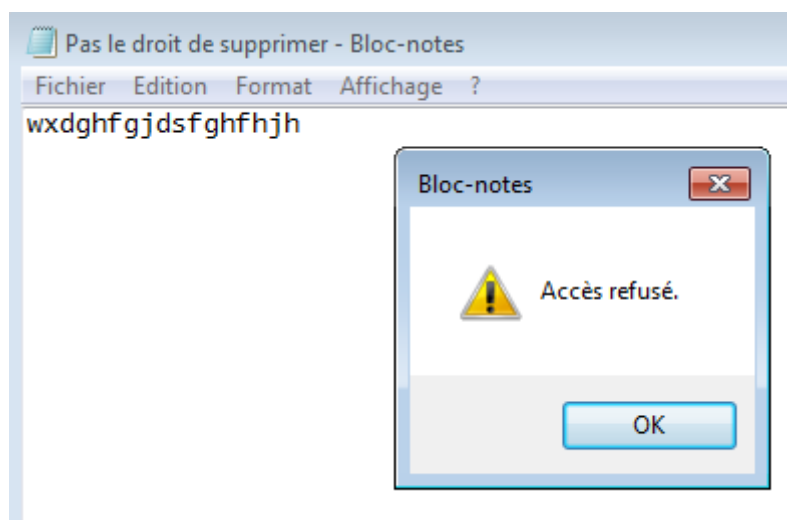 Pas le droit de supprimer - Bloc-notes
Fichier Edition Format Affichage ?
wxdghfgjdsfghfhjh
Bloc-notes
Accès refusé.
OK